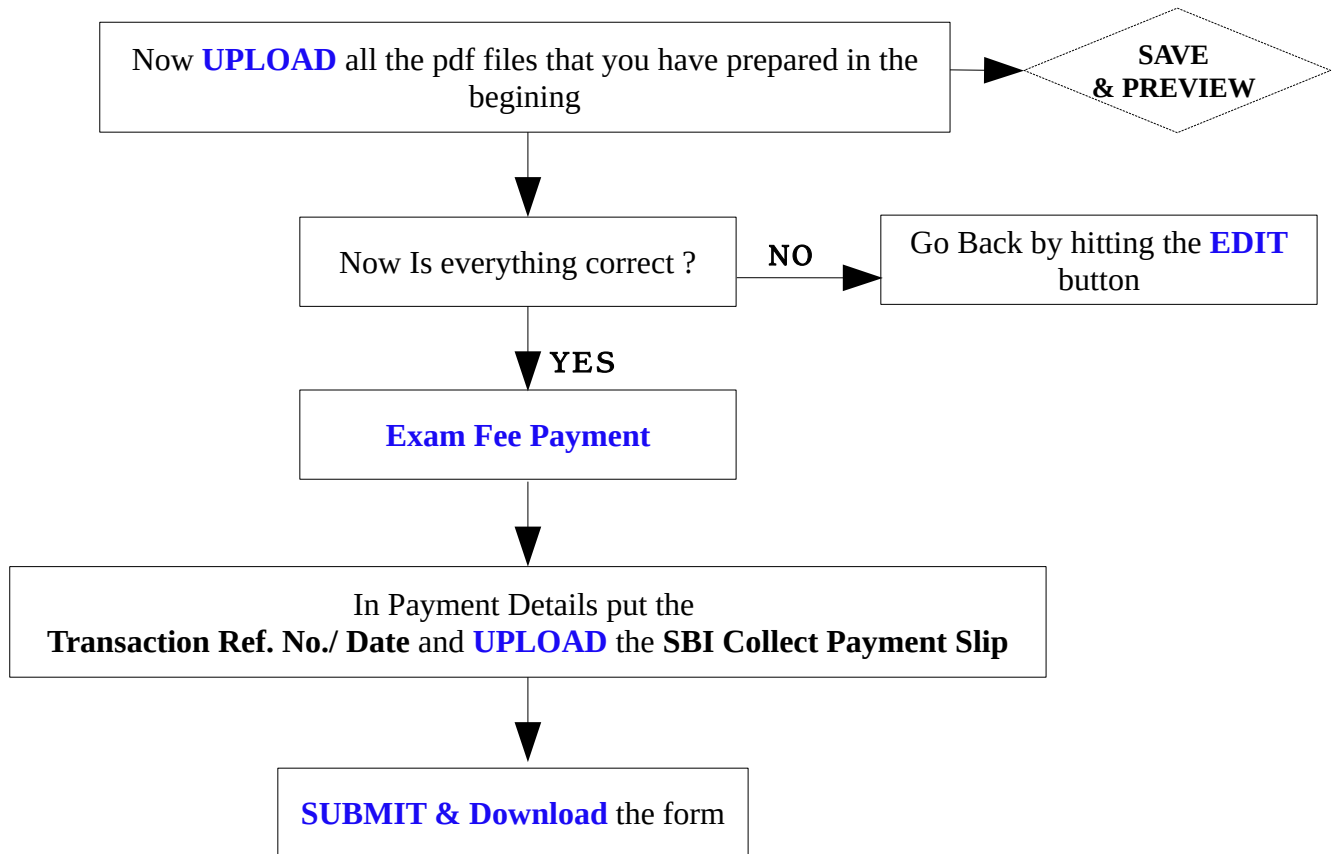 Now UPLOAD all the pdf files that you have prepared in the
begining
SAVE
& PREVIEW
Now Is everything correct ?
NO
Go Back by hitting the EDIT
button
YES
Exam Fee Payment
In Payment Details put the
Transaction Ref. No./ Date and UPLOAD the SBI Collect Payment Slip
SUBMIT & Download the form